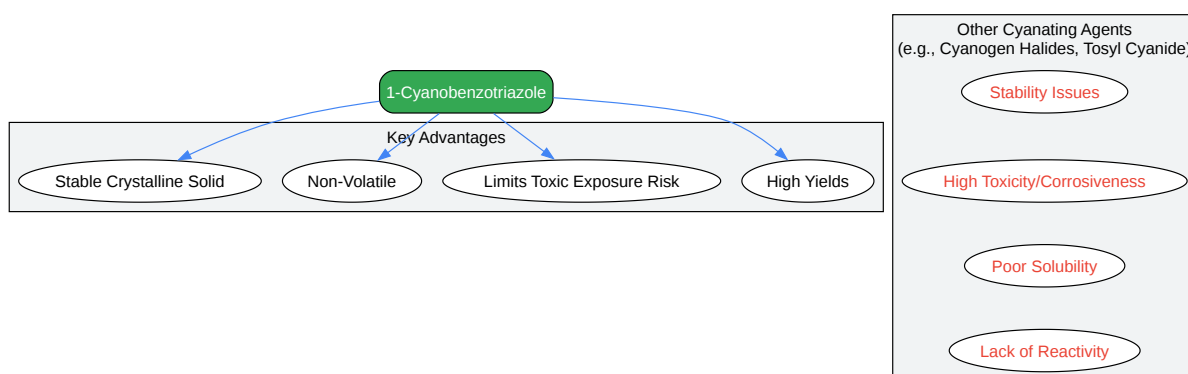 1-Cyanobenzotriazole
Key Advantages
Stable Crystalline Solid
Non-Volatile
Limits Toxic Exposure Risk
High Yields
Other Cyanating Agents
(e.g., Cyanogen Halides, Tosyl Cyanide)
Stability Issues
High Toxicity/Corrosiveness
Poor Solubility
Lack of Reactivity